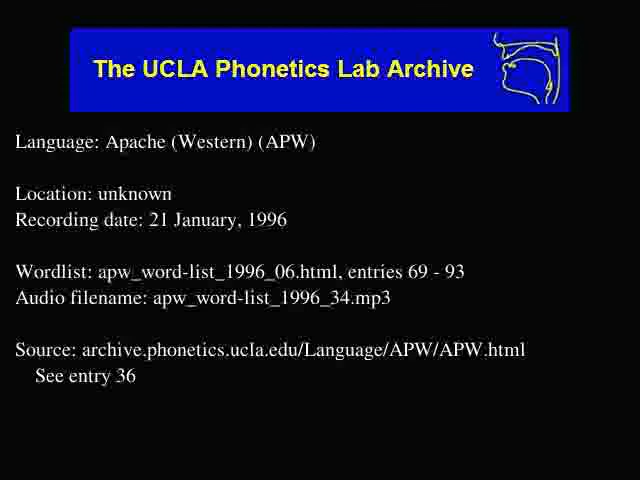 The UCLA Phonetics Lab Archive
Language: Apache (Western) (APW)
Location: unknown
Recording date: 21 January, 1996
Wordlist: apw_word-list_1996_06.html, entries 69 - 93
Audio filename: apw_word-list_1996_34.mp3
Source: archive.phonetics.ucla.edu/Language/APW/APW.html
See entry 36